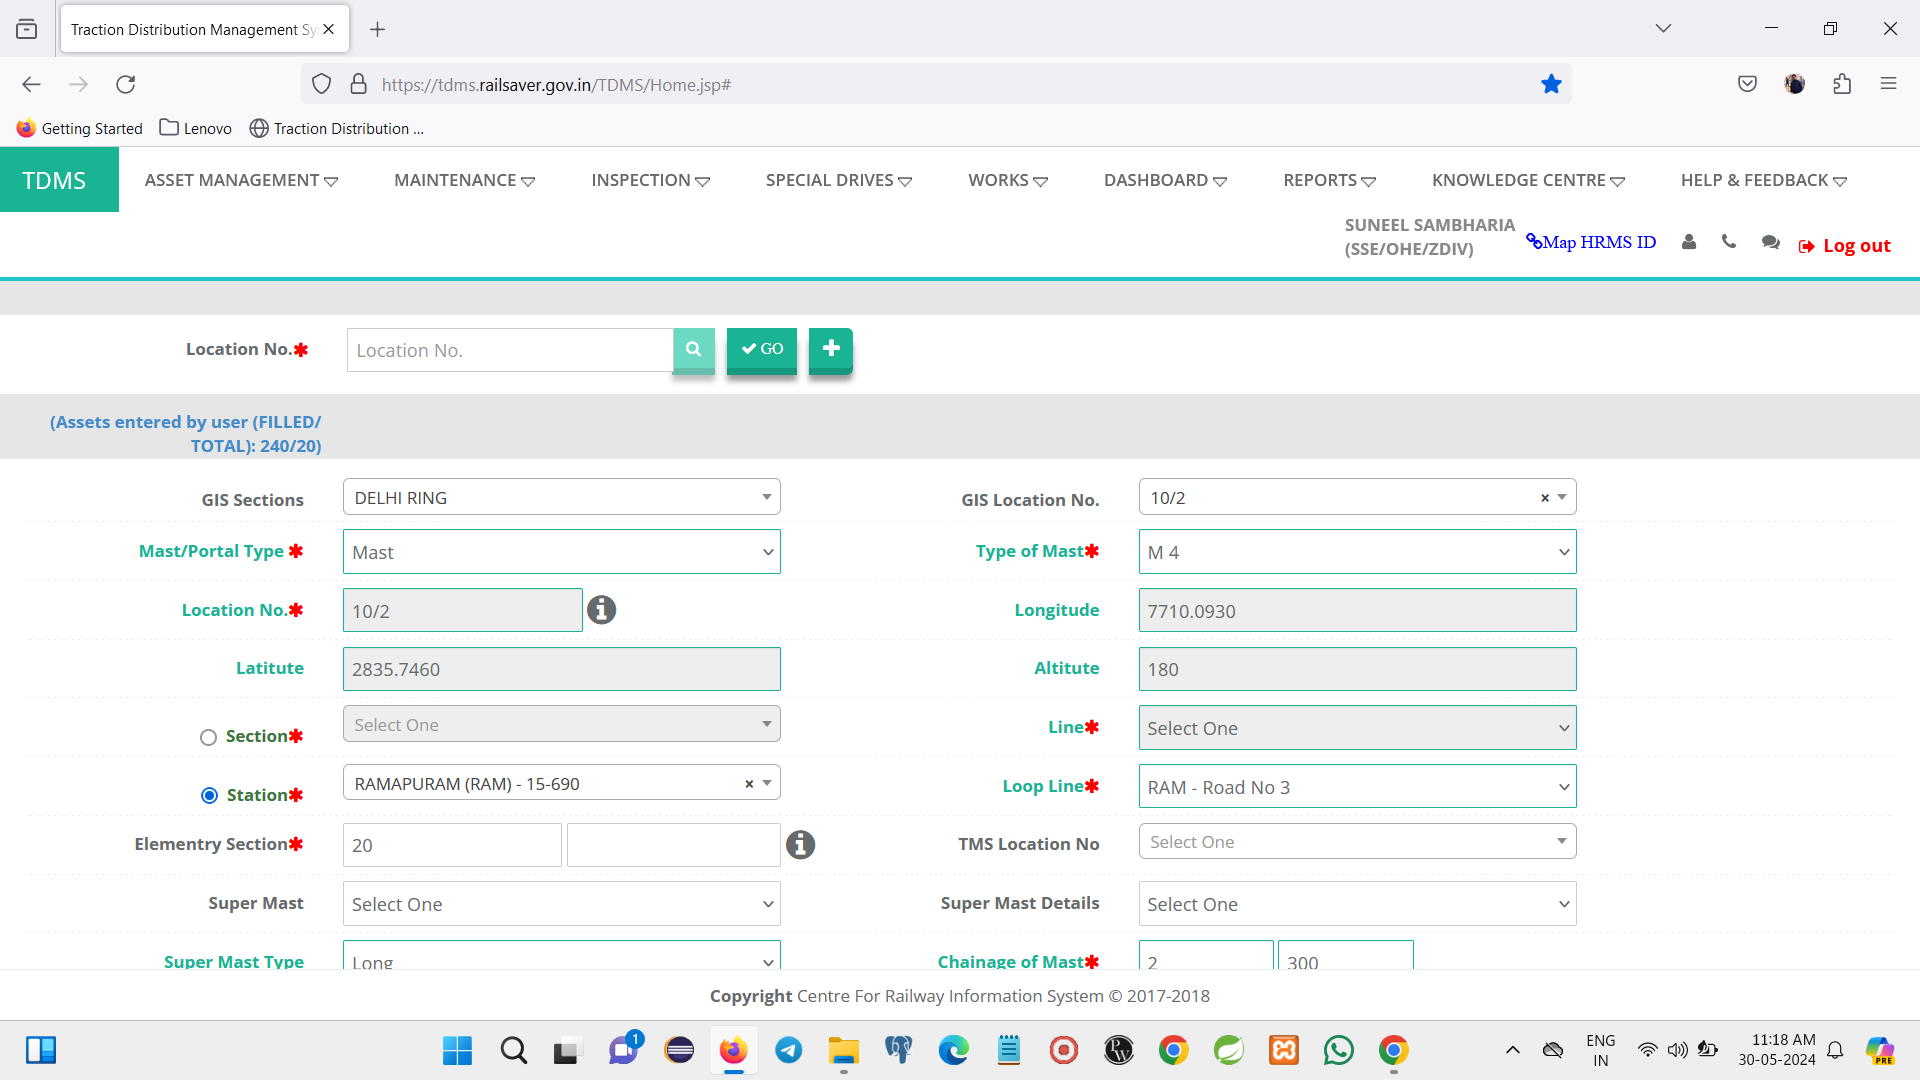 Traction Distribution Management Sy
https://tdms.railsaver.gov.in/TDMS/Home.jsp#
Getting Started Lenovo Traction Distribution ...
TDMS ASSET MANAGEMENT MAINTENANCE INSPECTION SPECIAL DRIVES WORKS DASHBOARD REPORTS KNOWLEDGE CENTRE HELP & FEEDBACK
SUNEEL SAMBHARIA
(SSE/OHE/ZDIV)
Map HRMS ID
Log out
Location No.* Location No. GO
(Assets entered by user (FILLED/
TOTAL): 240/20)
GIS Sections DELHI RING GIS Location No. 10/2 ×
Mast/Portal Type * Mast Type of Mast* M 4
Location No.* 10/2 Longitude 7710.0930
Latitute 2835.7460 Altitute 180
Section* Select One Line* Select One
Station* RAMAPURAM (RAM) - 15-690 × Loop Line* RAM - Road No 3
Elementry Section* 20 TMS Location No Select One
Super Mast Select One Super Mast Details Select One
Super Mast Type Long Chainage of Mast* 2 300
Copyright Centre For Railway Information System © 2017-2018
1
PW
ENG
IN
11:18 AM
30-05-2024
PRE